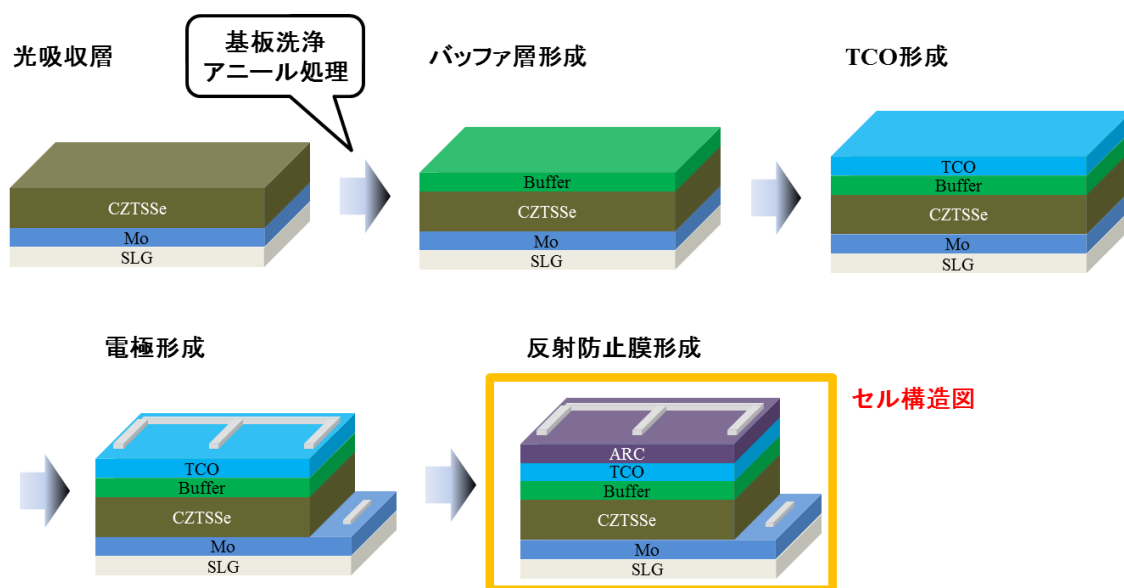 光吸収層
基板洗浄
アニール処理
バッファ層形成
TCO形成
CZTSSe
Mo
SLG
Buffer
CZTSSe
Mo
SLG
TCO
Buffer
CZTSSe
Mo
SLG
電極形成
反射防止膜形成
セル構造図
TCO
Buffer
CZTSSe
Mo
SLG
ARC
TCO
Buffer
CZTSSe
Mo
SLG